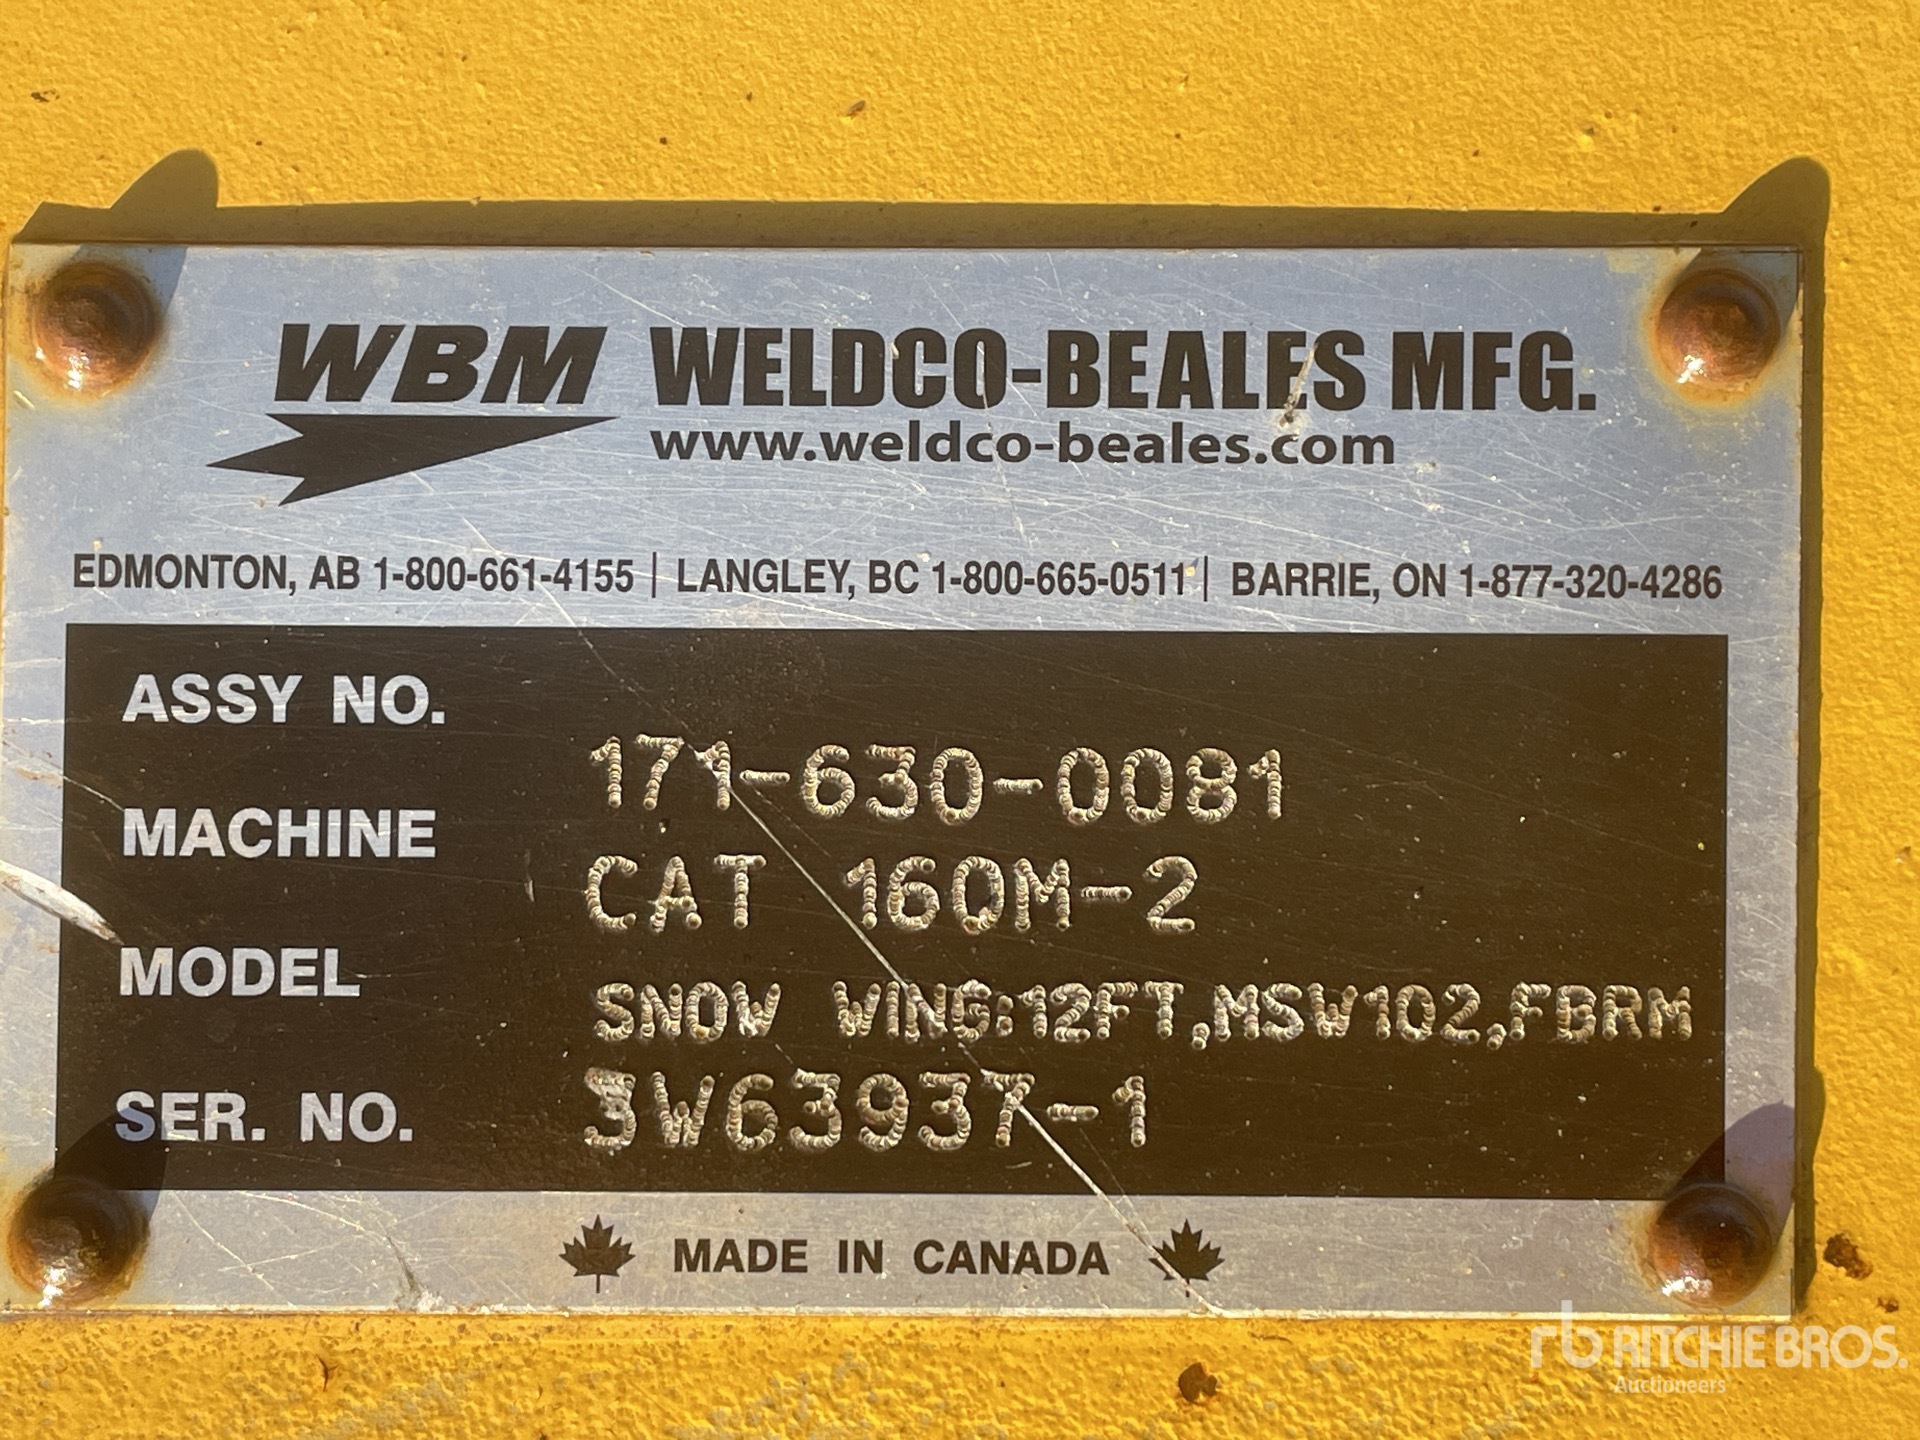 WBM WELDCO-BEALES MFG.
www.weldco-beales.com
EDMONTON, AB 1-800-661-4155 | LANGLEY, BC 1-800-665-0511 | BARRIE, ON 1-877-320-4286
ASSY NO. 171-630-0081
MACHINE CAT 160M-2
MODEL SNOW WING:12FT,MSW102,FBRM
SER. NO. 3W63937-1
MADE IN CANADA
rb RITCHIE BROS.
Auctioneers